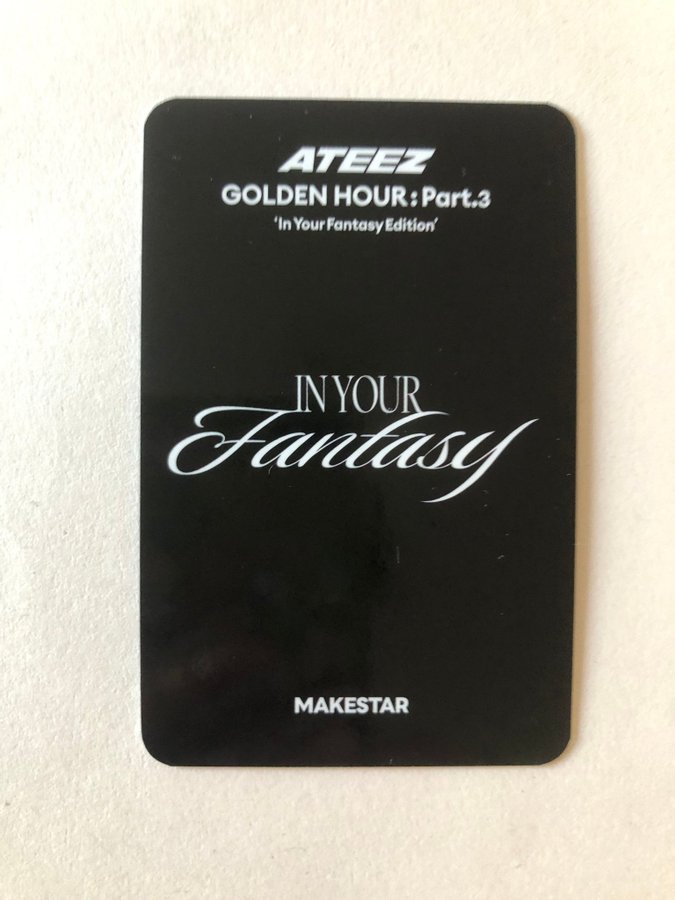 ATEEZ
GOLDEN HOUR : Part.3
'In Your Fantasy Edition'
IN YOUR
Fantasy
MAKESTAR